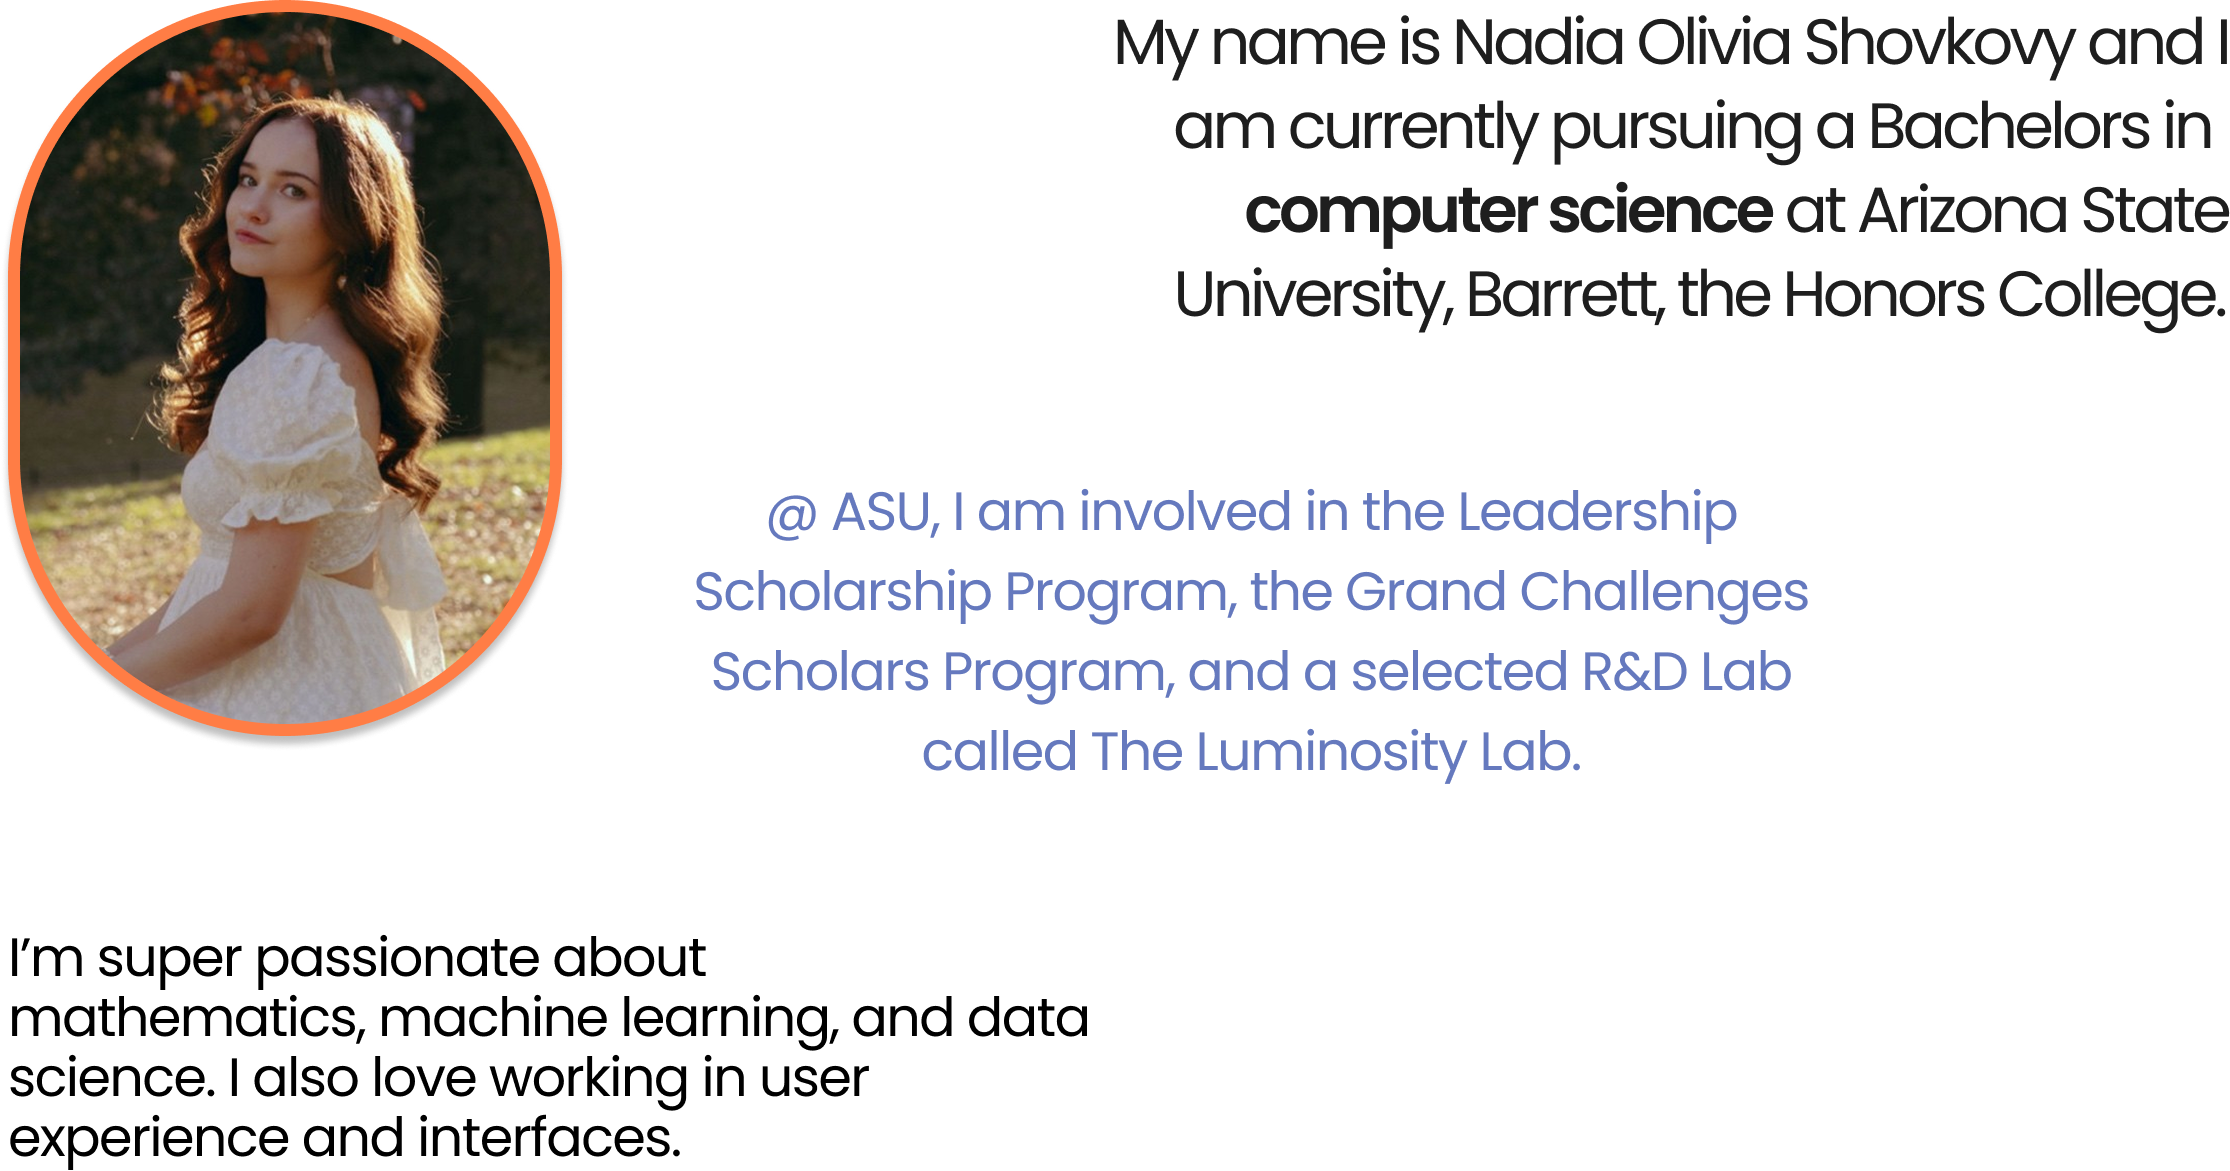 My name is Nadia Olivia Shovkovy and I
am currently pursuing a Bachelors in
computer science at Arizona State
University, Barrett, the Honors College.
@ ASU, I am involved in the Leadership
Scholarship Program, the Grand Challenges
Scholars Program, and a selected R&D Lab
called The Luminosity Lab.
I’m super passionate about
mathematics, machine learning, and data
science. I also love working in user
experience and interfaces.